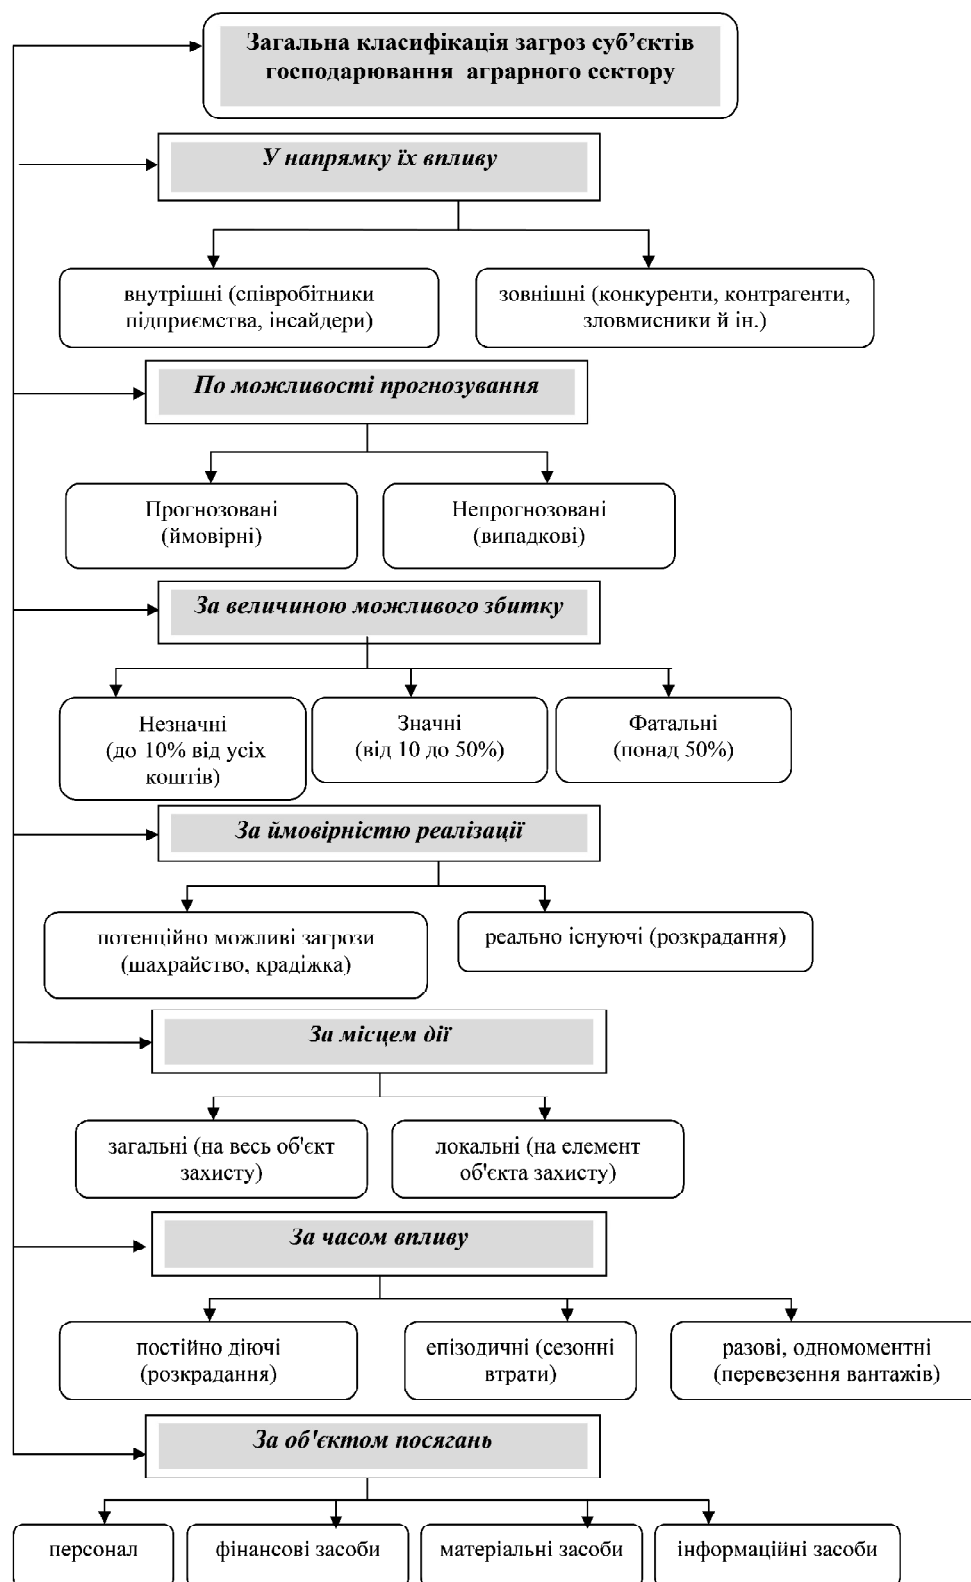 Загальна класифікація загроз суб’єктів
господарювання аграрного сектору
У напрямку їх впливу
внутрішні (співробітники
підприємства, інсайдери)
зовнішні (конкуренти, контрагенти,
зловмисники й ін.)
По можливості прогнозування
Прогнозовані
(ймовірні)
Непрогнозовані
(випадкові)
За величиною можливого збитку
Незначні
(до 10% від усіх
коштів)
Значні
(від 10 до 50%)
Фатальні
(понад 50%)
За ймовірністю реалізації
потенційно можливі загрози
(шахрайство, крадіжка)
реально існуючі (розкрадання)
За місцем дії
загальні (на весь об'єкт
захисту)
локальні (на елемент
об'єкта захисту)
За часом впливу
постійно діючі
(розкрадання)
епізодичні (сезонні
втрати)
разові, одномоментні
(перевезення вантажів)
За об'єктом посягань
персонал
фінансові засоби
матеріальні засоби
інформаційні засоби